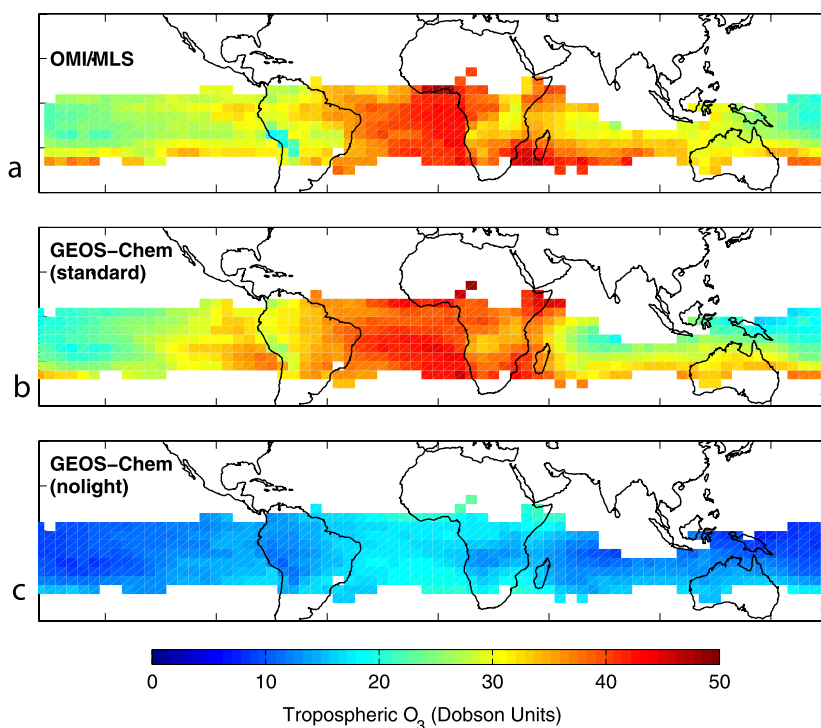 OMI/MLS
a
GEOS−Chem
(standard)
b
GEOS−Chem
(nolight)
c
0 10 20 30 40 50
Tropospheric O3 (Dobson Units)